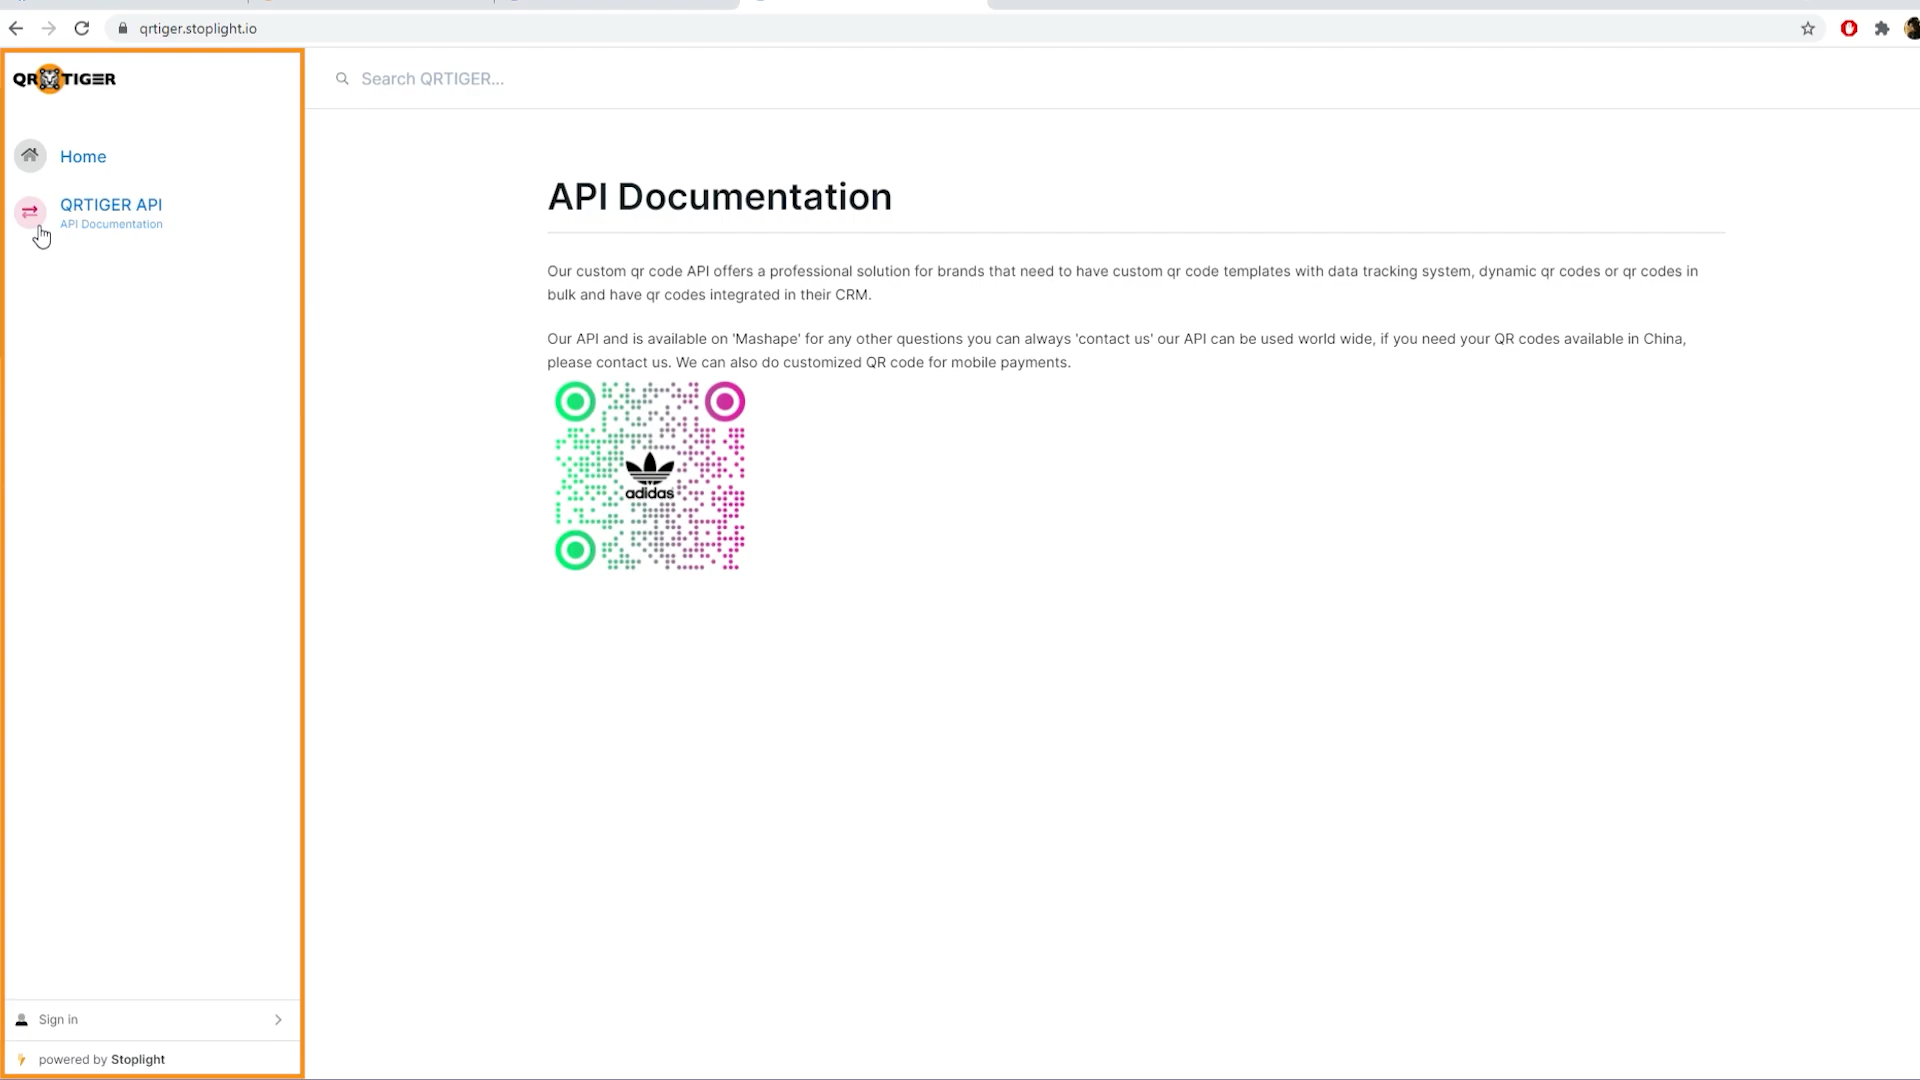 qrtiger.stoplight.io
QR TIGER
Search QRTIGER...
Home
QRTIGER API
API Documentation
API Documentation
Our custom qr code API offers a professional solution for brands that need to have custom qr code templates with data tracking system, dynamic qr codes or qr codes in
bulk and have qr codes integrated in their CRM.
Our API and is available on 'Mashape' for any other questions you can always 'contact us' our API can be used world wide, if you need your QR codes available in China,
please contact us. We can also do customized QR code for mobile payments.
adidas
Sign in
powered by Stoplight